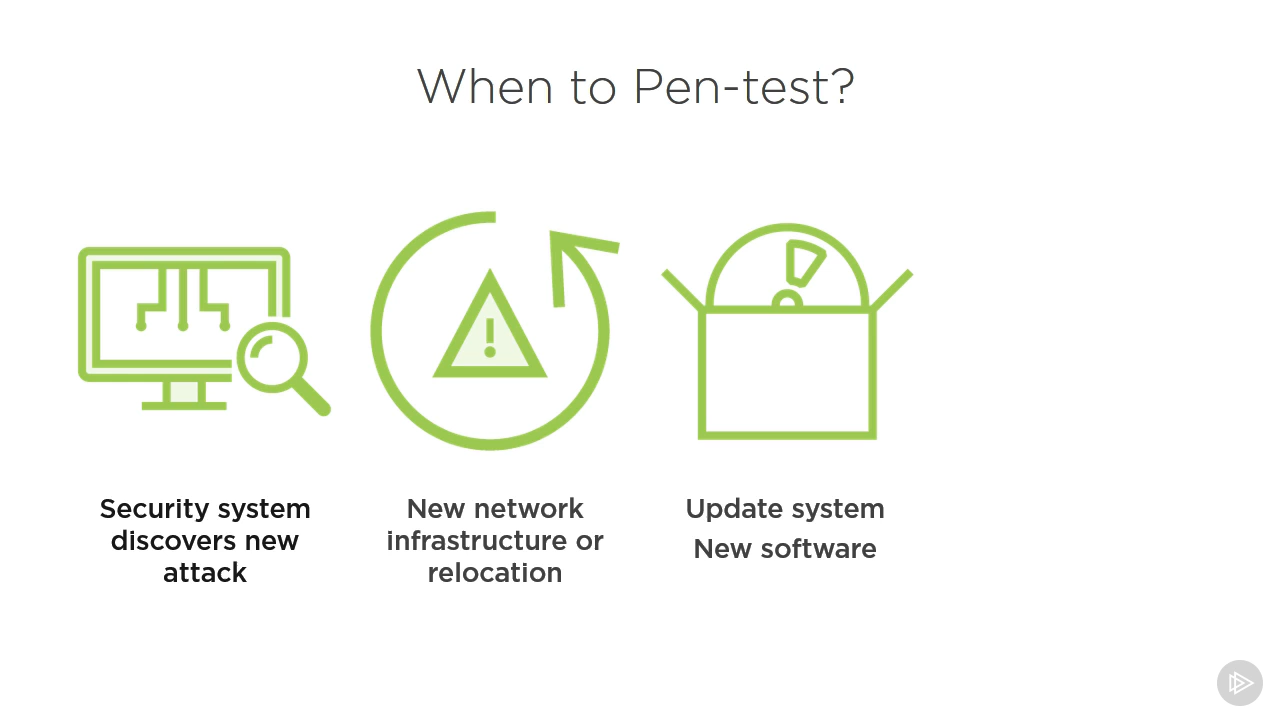 When to Pen-test?
Security system
discovers new
attack
New network
infrastructure or
relocation
Update system
New software